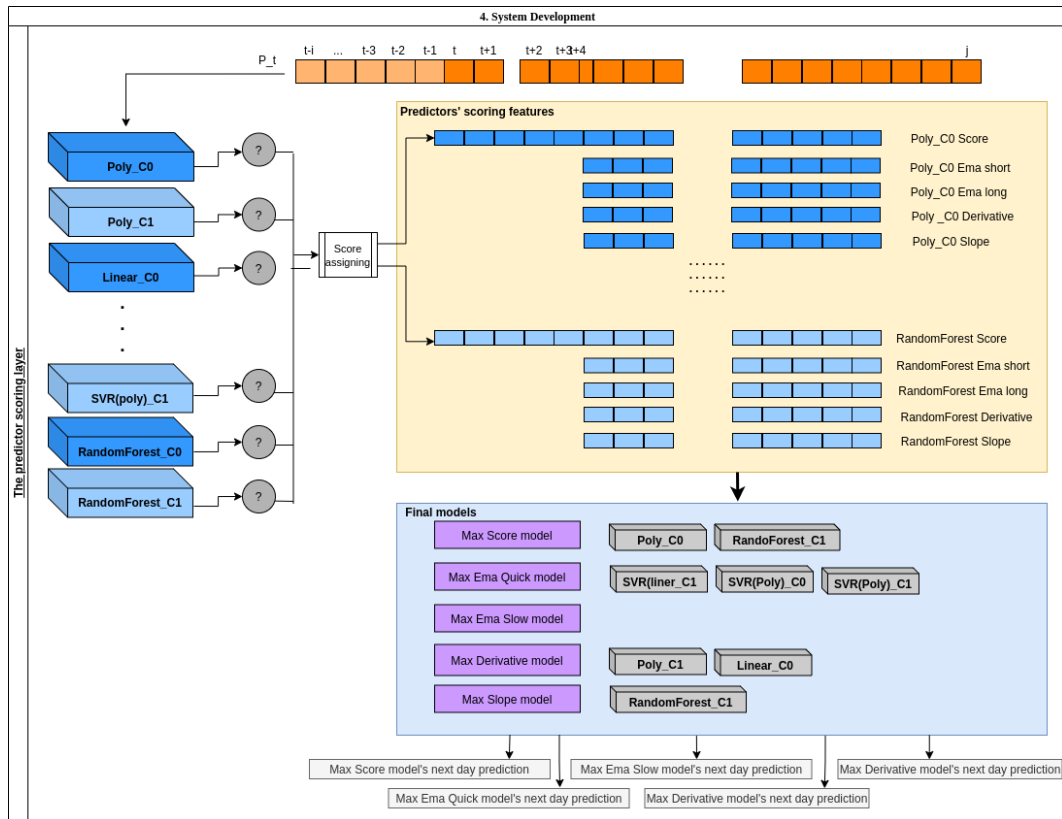 4. System Development
The predictor scoring layer
t-i ... t-3 t-2 t-1 t t+1 t+2 t+3 t+4 j
P_t
Predictors' scoring features
Poly_C0 ?
Poly_C1 ?
Linear_C0 ?
. . .
SVR(poly)_C1 ?
RandomForest_C0 ?
RandomForest_C1 ?
Score
assigning
Poly_C0 Score
Poly_C0 Ema short
Poly_C0 Ema long
Poly _C0 Derivative
Poly_C0 Slope
. . . . . .
. . . . . .
. . . . . .
RandomForest Score
RandomForest Ema short
RandomForest Ema long
RandomForest Derivative
RandomForest Slope
Final models
Max Score model Poly_C0 RandoForest_C1
Max Ema Quick model SVR(liner_C1 SVR(Poly)_C0 SVR(Poly)_C1
Max Ema Slow model
Max Derivative model Poly_C1 Linear_C0
Max Slope model RandomForest_C1
Max Score model's next day prediction Max Ema Slow model's next day prediction Max Derivative model's next day prediction
Max Ema Quick model's next day prediction Max Derivative model's next day prediction